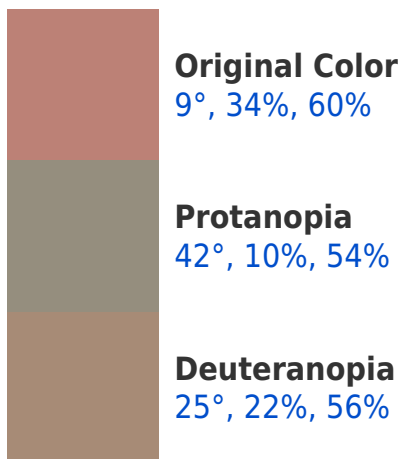 Original Color
9°, 34%, 60%
Protanopia
42°, 10%, 54%
Deuteranopia
25°, 22%, 56%